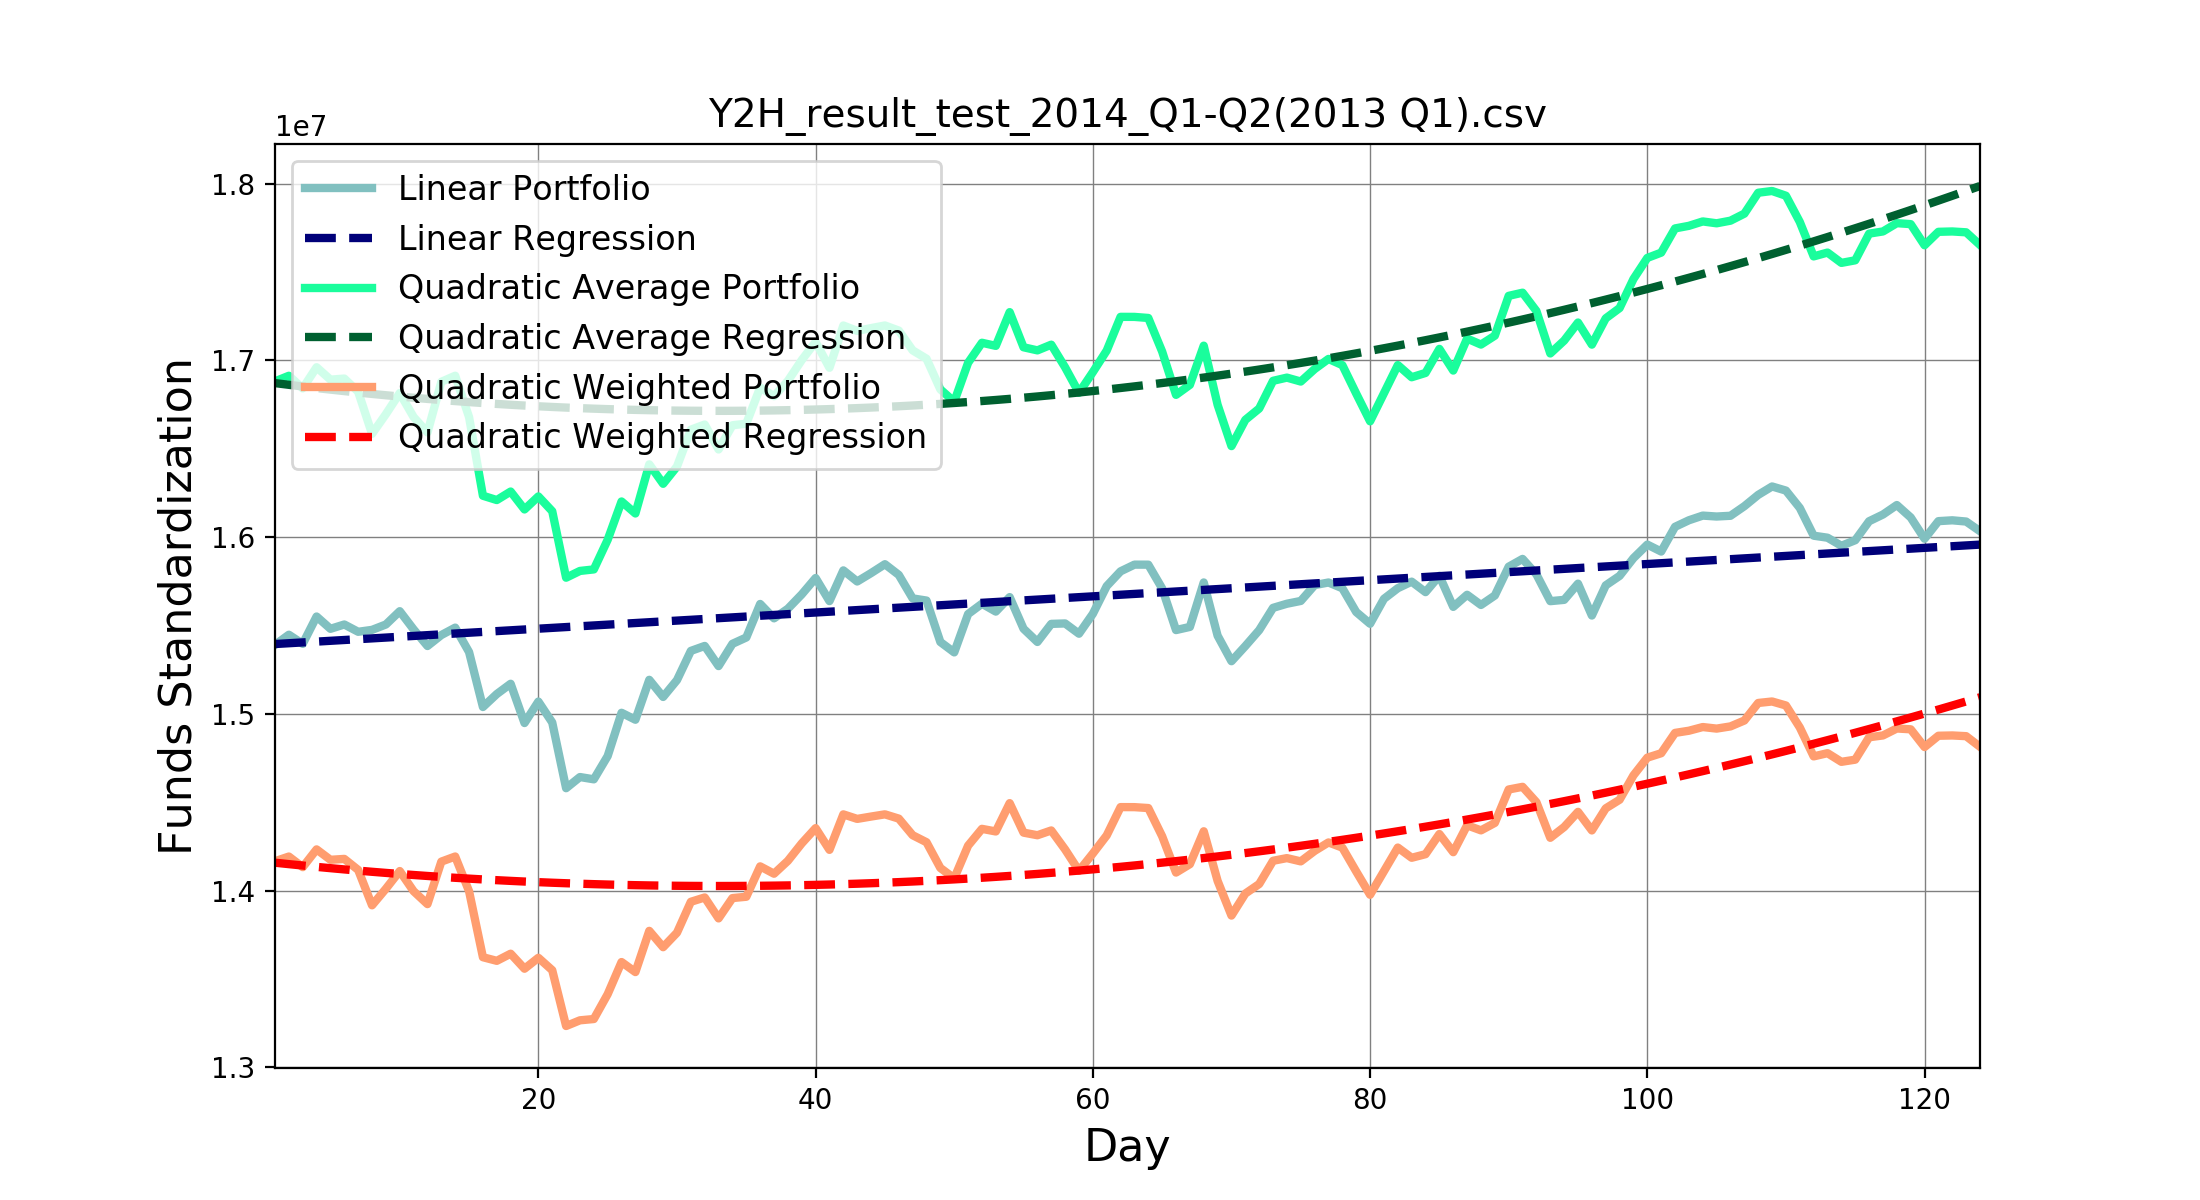 Y2H_result_test_2014_Q1-Q2(2013 Q1).csv
1e7
1.8
1.7
1.6
1.5
1.4
1.3
Funds Standardization
Linear Portfolio
Linear Regression
Quadratic Average Portfolio
Quadratic Average Regression
Quadratic Weighted Portfolio
Quadratic Weighted Regression
20 40 60 80 100 120
Day